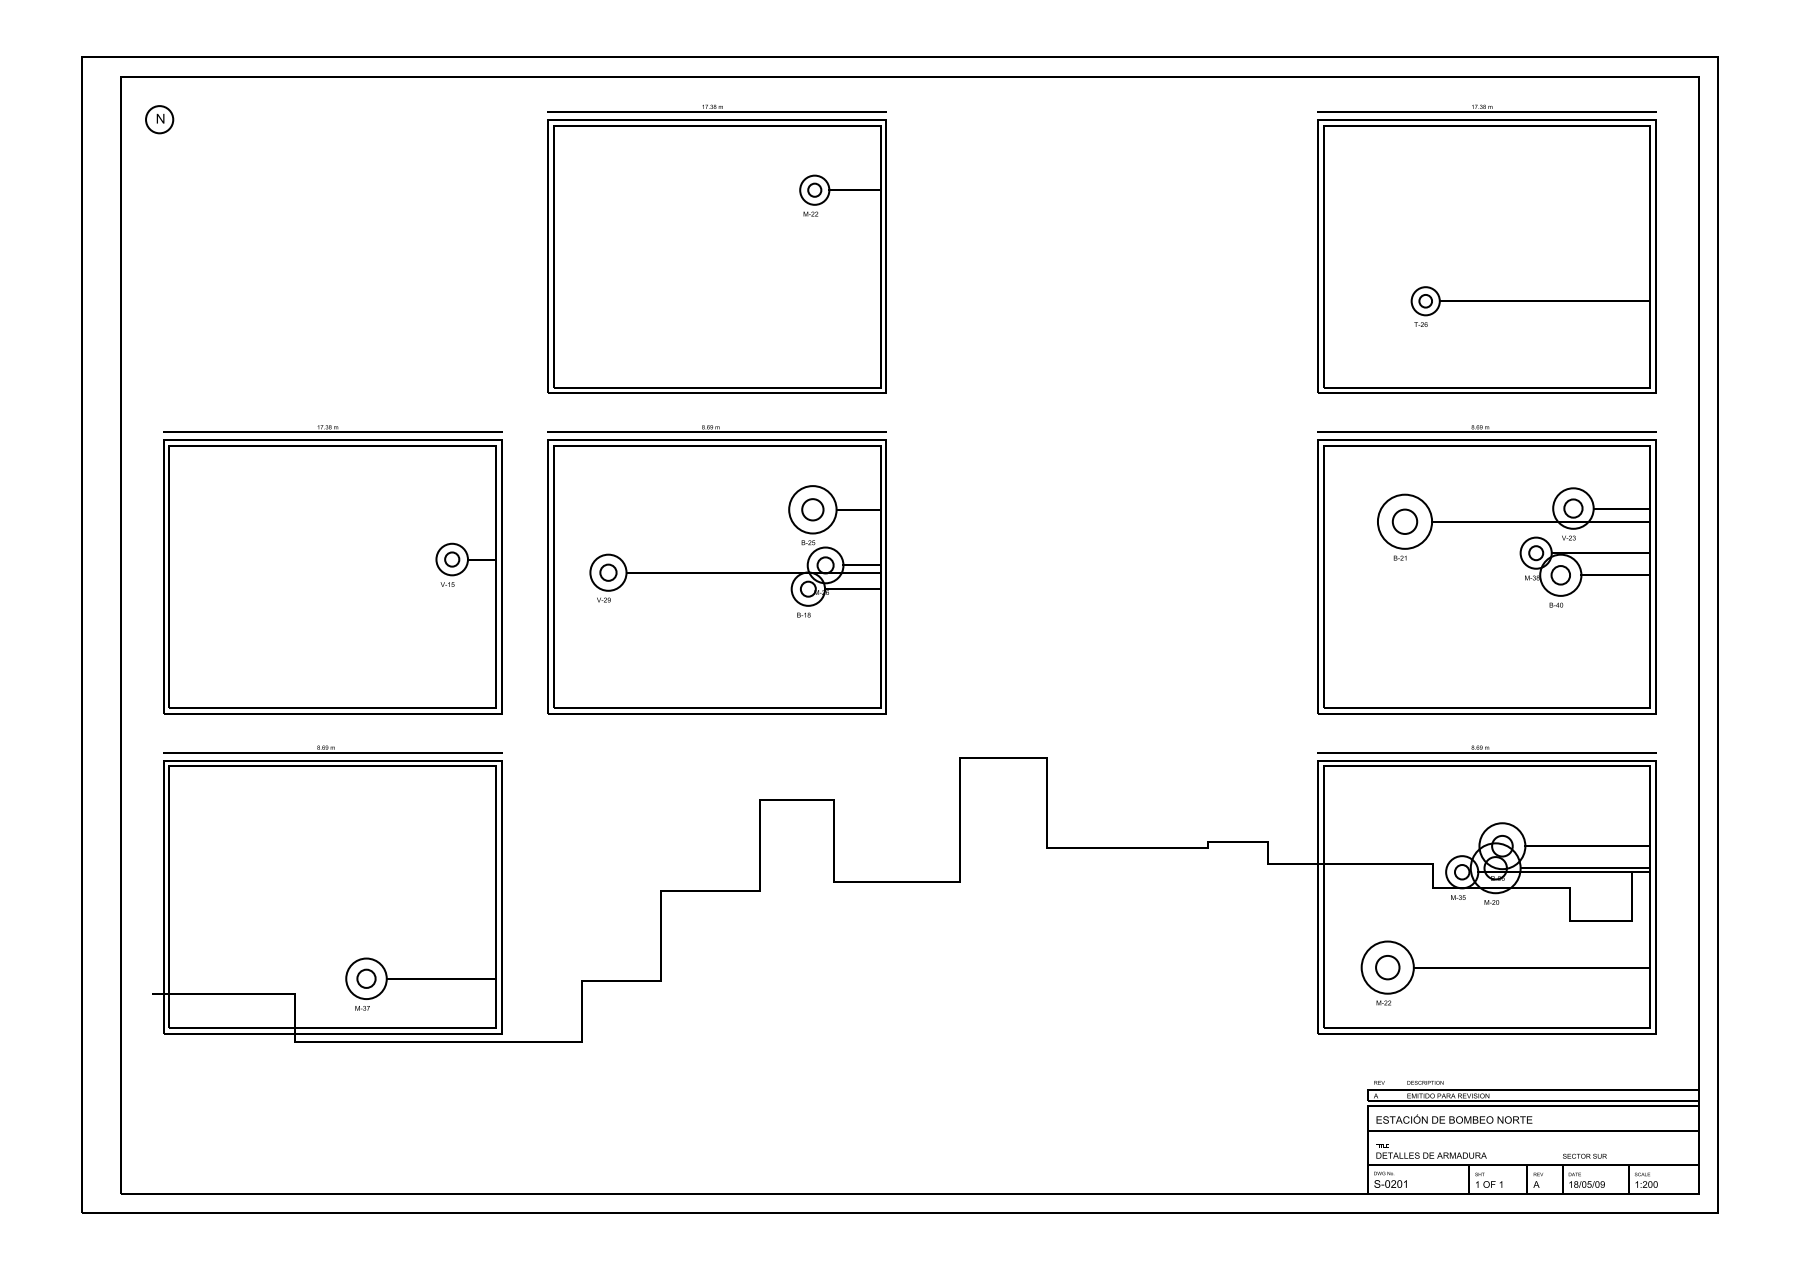 N
17.38 m
17.38 m
M-22
T-26
17.38 m
8.69 m
8.69 m
B-25
V-23
B-21
V-15
M-38
V-29
B-18
B-40
8.69 m
8.69 m
M-35
M-20
M-22
M-37
REV DESCRIPTION
A EMITIDO PARA REVISION
ESTACIÓN DE BOMBEO NORTE
TITLE
DETALLES DE ARMADURA SECTOR SUR
DWG No. SHT REV DATE SCALE
S-0201 1 OF 1 A 18/05/09 1:200